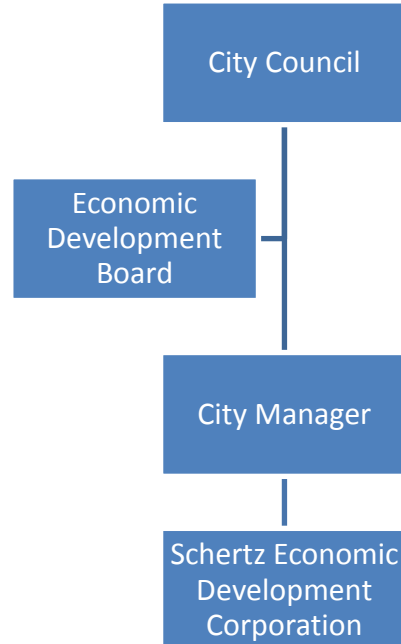 City Council
Economic
Development
Board
City Manager
Schertz Economic
Development
Corporation